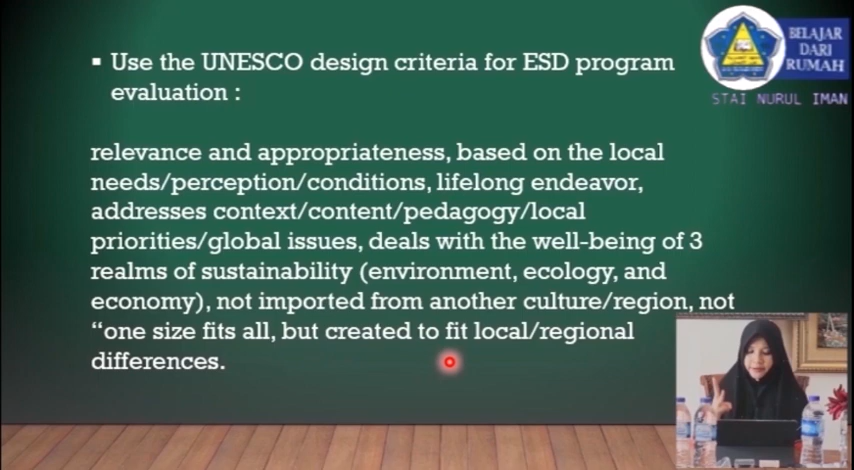 ▪ Use the UNESCO design criteria for ESD program
evaluation :
relevance and appropriateness, based on the local
needs/perception/conditions, lifelong endeavor,
addresses context/content/pedagogy/local
priorities/global issues, deals with the well-being of 3
realms of sustainability (environment, ecology, and
economy), not imported from another culture/region, not
“one size fits all, but created to fit local/regional
differences.
BELAJAR
DARI
RUMAH
STAI NURUL IMAN